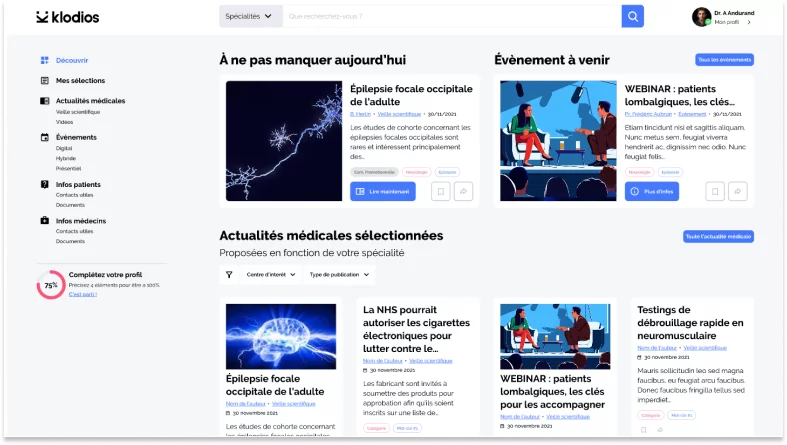 klodios
Spécialités
Que recherchez-vous ?
Dr. A Andurand
Mon profil
Découvrir
Mes sélections
Actualités médicales
Veille scientifique
Vidéos
Évènements
Digital
Hybride
Présentiel
Infos patients
Contacts utiles
Documents
Infos médecins
Contacts utiles
Documents
75%
Complétez votre profil
Précisez 4 éléments pour être à 100%
C'est parti !
À ne pas manquer aujourd'hui
Épilepsie focale occipitale
de l'adulte
B. Herlin • Veille scientifique • 30/11/2021
Les études de cohorte concernant les
épilepsies focales occipitales sont
rares et intéressent principalement
des...
Neurologie
Épilepsie
Lire maintenant
Évènement à venir
Tous les évènements
WEBINAR : patients
lombalgiques, les clés...
Pr. Frédéric Aubrun • Évènement • 30/11/2021
Etiam tincidunt nisi et sagittis aliquam.
Nunc metus sem, feugiat viverra
hendrerit ac, dignissim nec odio. Nunc
feugiat felis...
Neurologie
Épilepsie
Plus d'infos
Actualités médicales sélectionnées
Toute l'actualité médicale
Proposées en fonction de votre spécialité
Centre d'intérêt
Type de publication
Épilepsie focale
occipitale de l'adulte
Nom de l'auteur • Veille scientifique
30 novembre 2021
Les études de cohorte concernant
les épilepsies focales occipitales
La NHS pourrait
autoriser les cigarettes
électroniques pour
lutter contre le...
Nom de l'auteur • Veille scientifique
30 novembre 2021
Les fabricant sont invités à
soumettre des produits pour
approbation afin qu'ils soient
inscrits sur une liste de...
Catégorie
Mot-clé #1
WEBINAR : patients
lombalgiques, les clés
pour les accompagner
Nom de l'auteur • Veille scientifique
30 novembre 2021
Testings de
débrouillage rapide en
neuromusculaire
Nom de l'auteur • Veille scientifique
30 novembre 2021
Mauris sollicitudin leo sed magna
faucibus, eu feugiat arcu faucibus.
Donec faucibus fringilla tellus sed
imperdiet...
Catégorie
Mot-clé #1